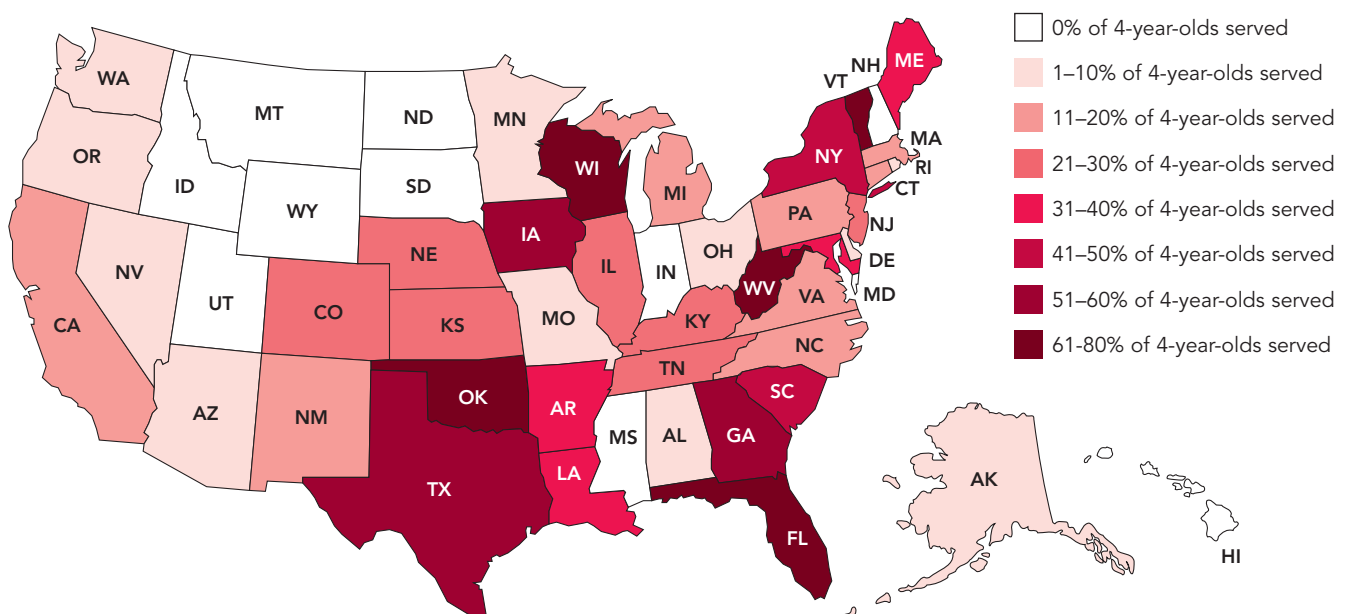 0% of 4-year-olds served
1–10% of 4-year-olds served
11–20% of 4-year-olds served
21–30% of 4-year-olds served
31–40% of 4-year-olds served
41–50% of 4-year-olds served
51–60% of 4-year-olds served
61-80% of 4-year-olds served
WA
MT
ND
MN
VT
NH
ME
OR
ID
SD
WI
NY
MA
RI
CT
WY
MI
PA
NJ
NE
IA
OH
DE
NV
UT
IL
IN
WV
MD
CO
VA
CA
KS
MO
KY
NC
TN
AZ
NM
OK
AR
SC
MS
AL
GA
TX
LA
FL
AK
HI